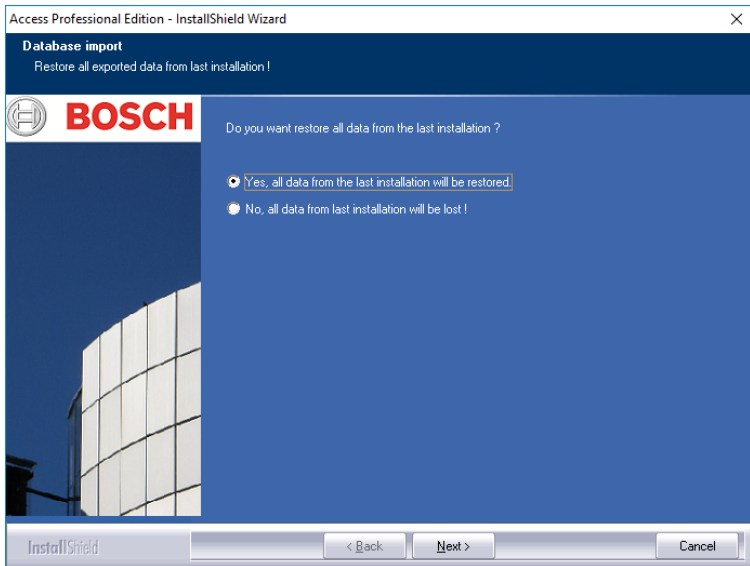 Access Professional Edition - InstallShield Wizard
Database import
Restore all exported data from last installation !
BOSCH
Do you want restore all data from the last installation ?
Yes, all data from the last installation will be restored.
No, all data from last installation will be lost !
InstallShield
< Back
Next >
Cancel